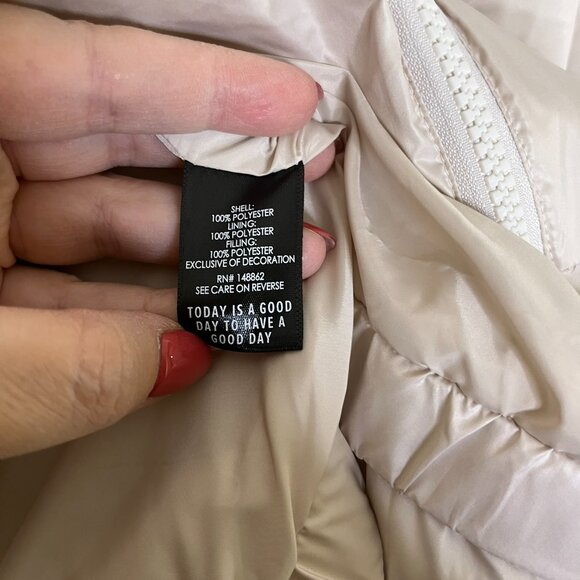 SHELL:
100% POLYESTER
LINING:
100% POLYESTER
FILLING:
100% POLYESTER
EXCLUSIVE OF DECORATION
RN# 148862
SEE CARE ON REVERSE
TODAY IS A GOOD
DAY TO HAVE A
GOOD DAY